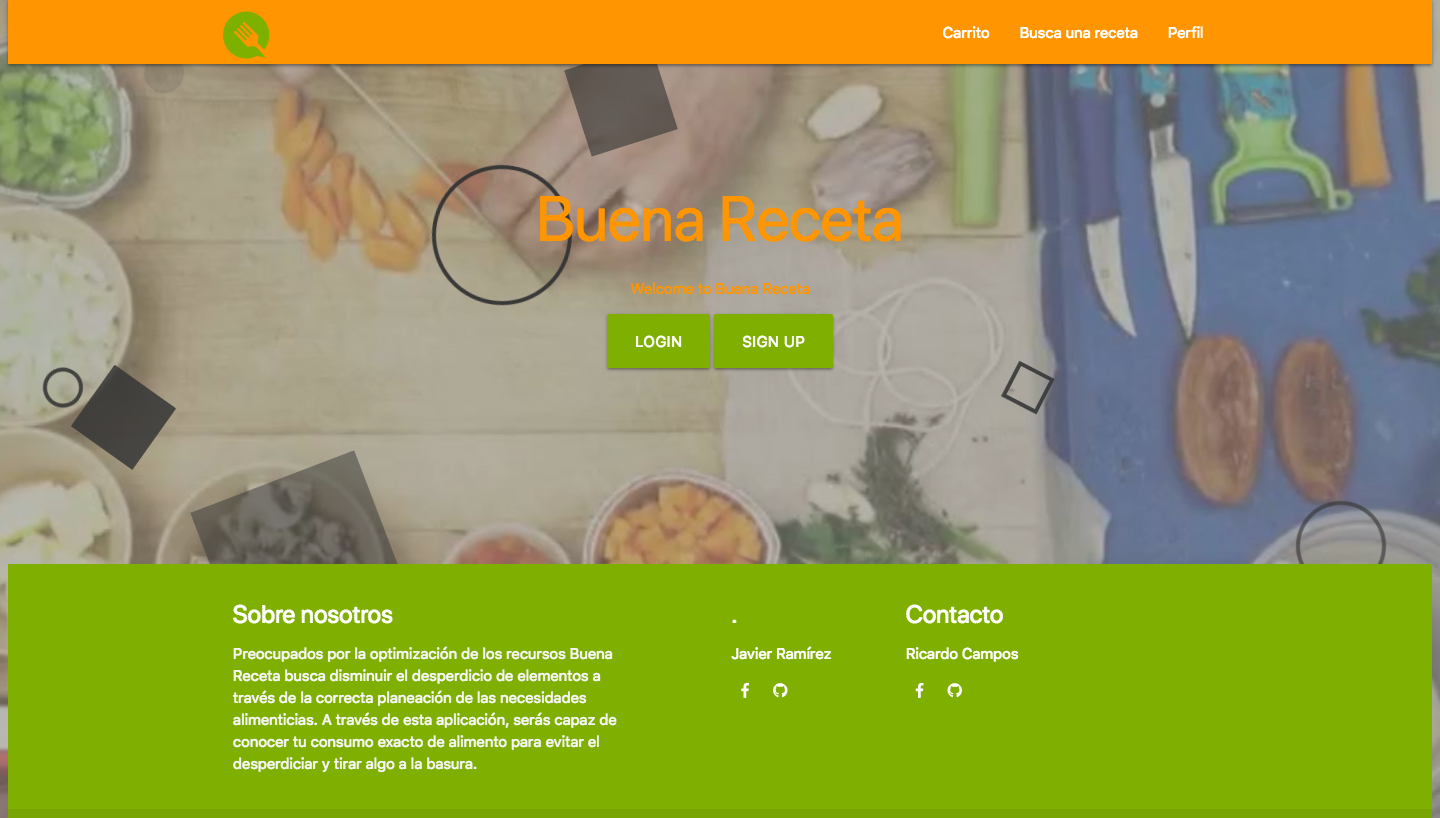 Carrito Busca una receta Perfil
Buena Receta
Welcome to Buena Receta
LOGIN SIGN UP
Sobre nosotros
Preocupados por la optimización de los recursos Buena
Receta busca disminuir el desperdicio de elementos a
través de la correcta planeación de las necesidades
alimenticias. A través de esta aplicación, serás capaz de
conocer tu consumo exacto de alimento para evitar el
desperdiciar y tirar algo a la basura.
.
Javier Ramírez
Contacto
Ricardo Campos